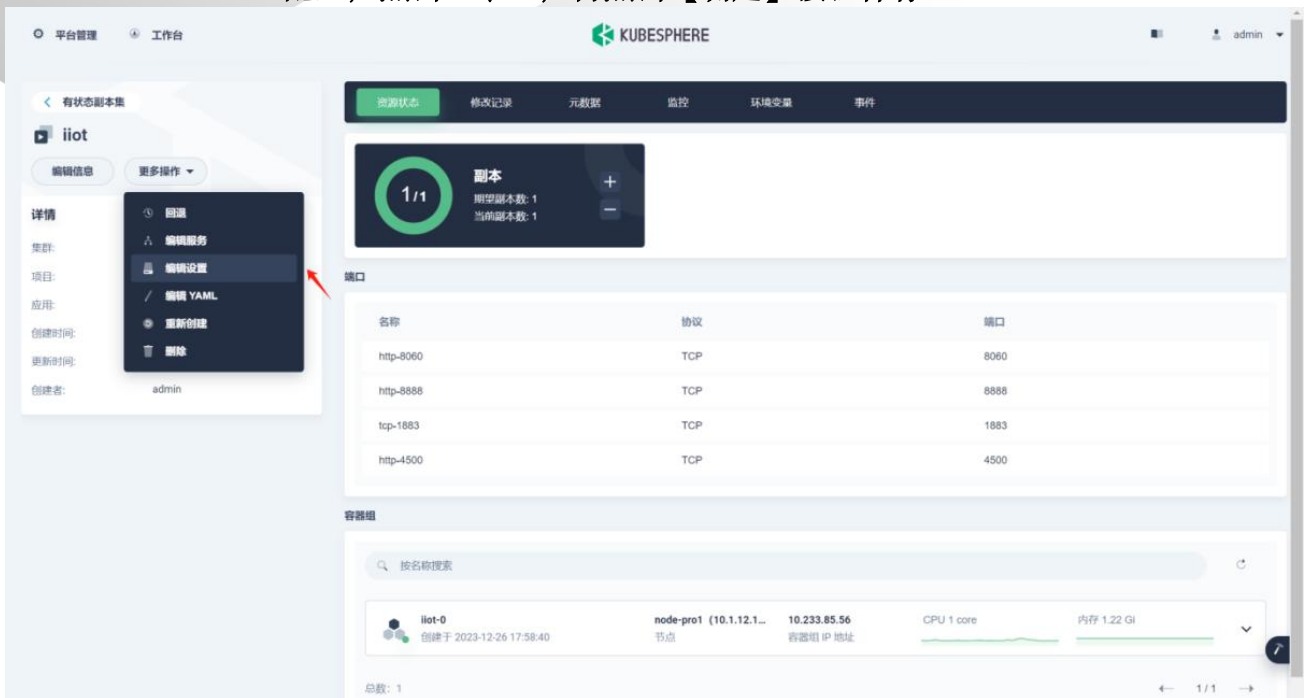 平台管理 工作台 KUBESPHERE admin
有状态副本集
iiot
编辑信息 更多操作
详情
集群:
项目:
应用:
创建时间:
更新时间:
创建者: admin
回退
编辑服务
编辑设置
编辑 YAML
重新创建
删除
资源状态 修改记录 元数据 监控 环境变量 事件
1/1
副本
期望副本数: 1
当前副本数: 1
端口
名称 协议 端口
http-8060 TCP 8060
http-8888 TCP 8888
tcp-1883 TCP 1883
http-4500 TCP 4500
容器组
按名称搜索
iiot-0 node-pro1 (10.1.12.1... 10.233.85.56 CPU 1 core 内存 1.22 Gi
创建于 2023-12-26 17:58:40 节点 容器组 IP 地址
总数: 1 1/1